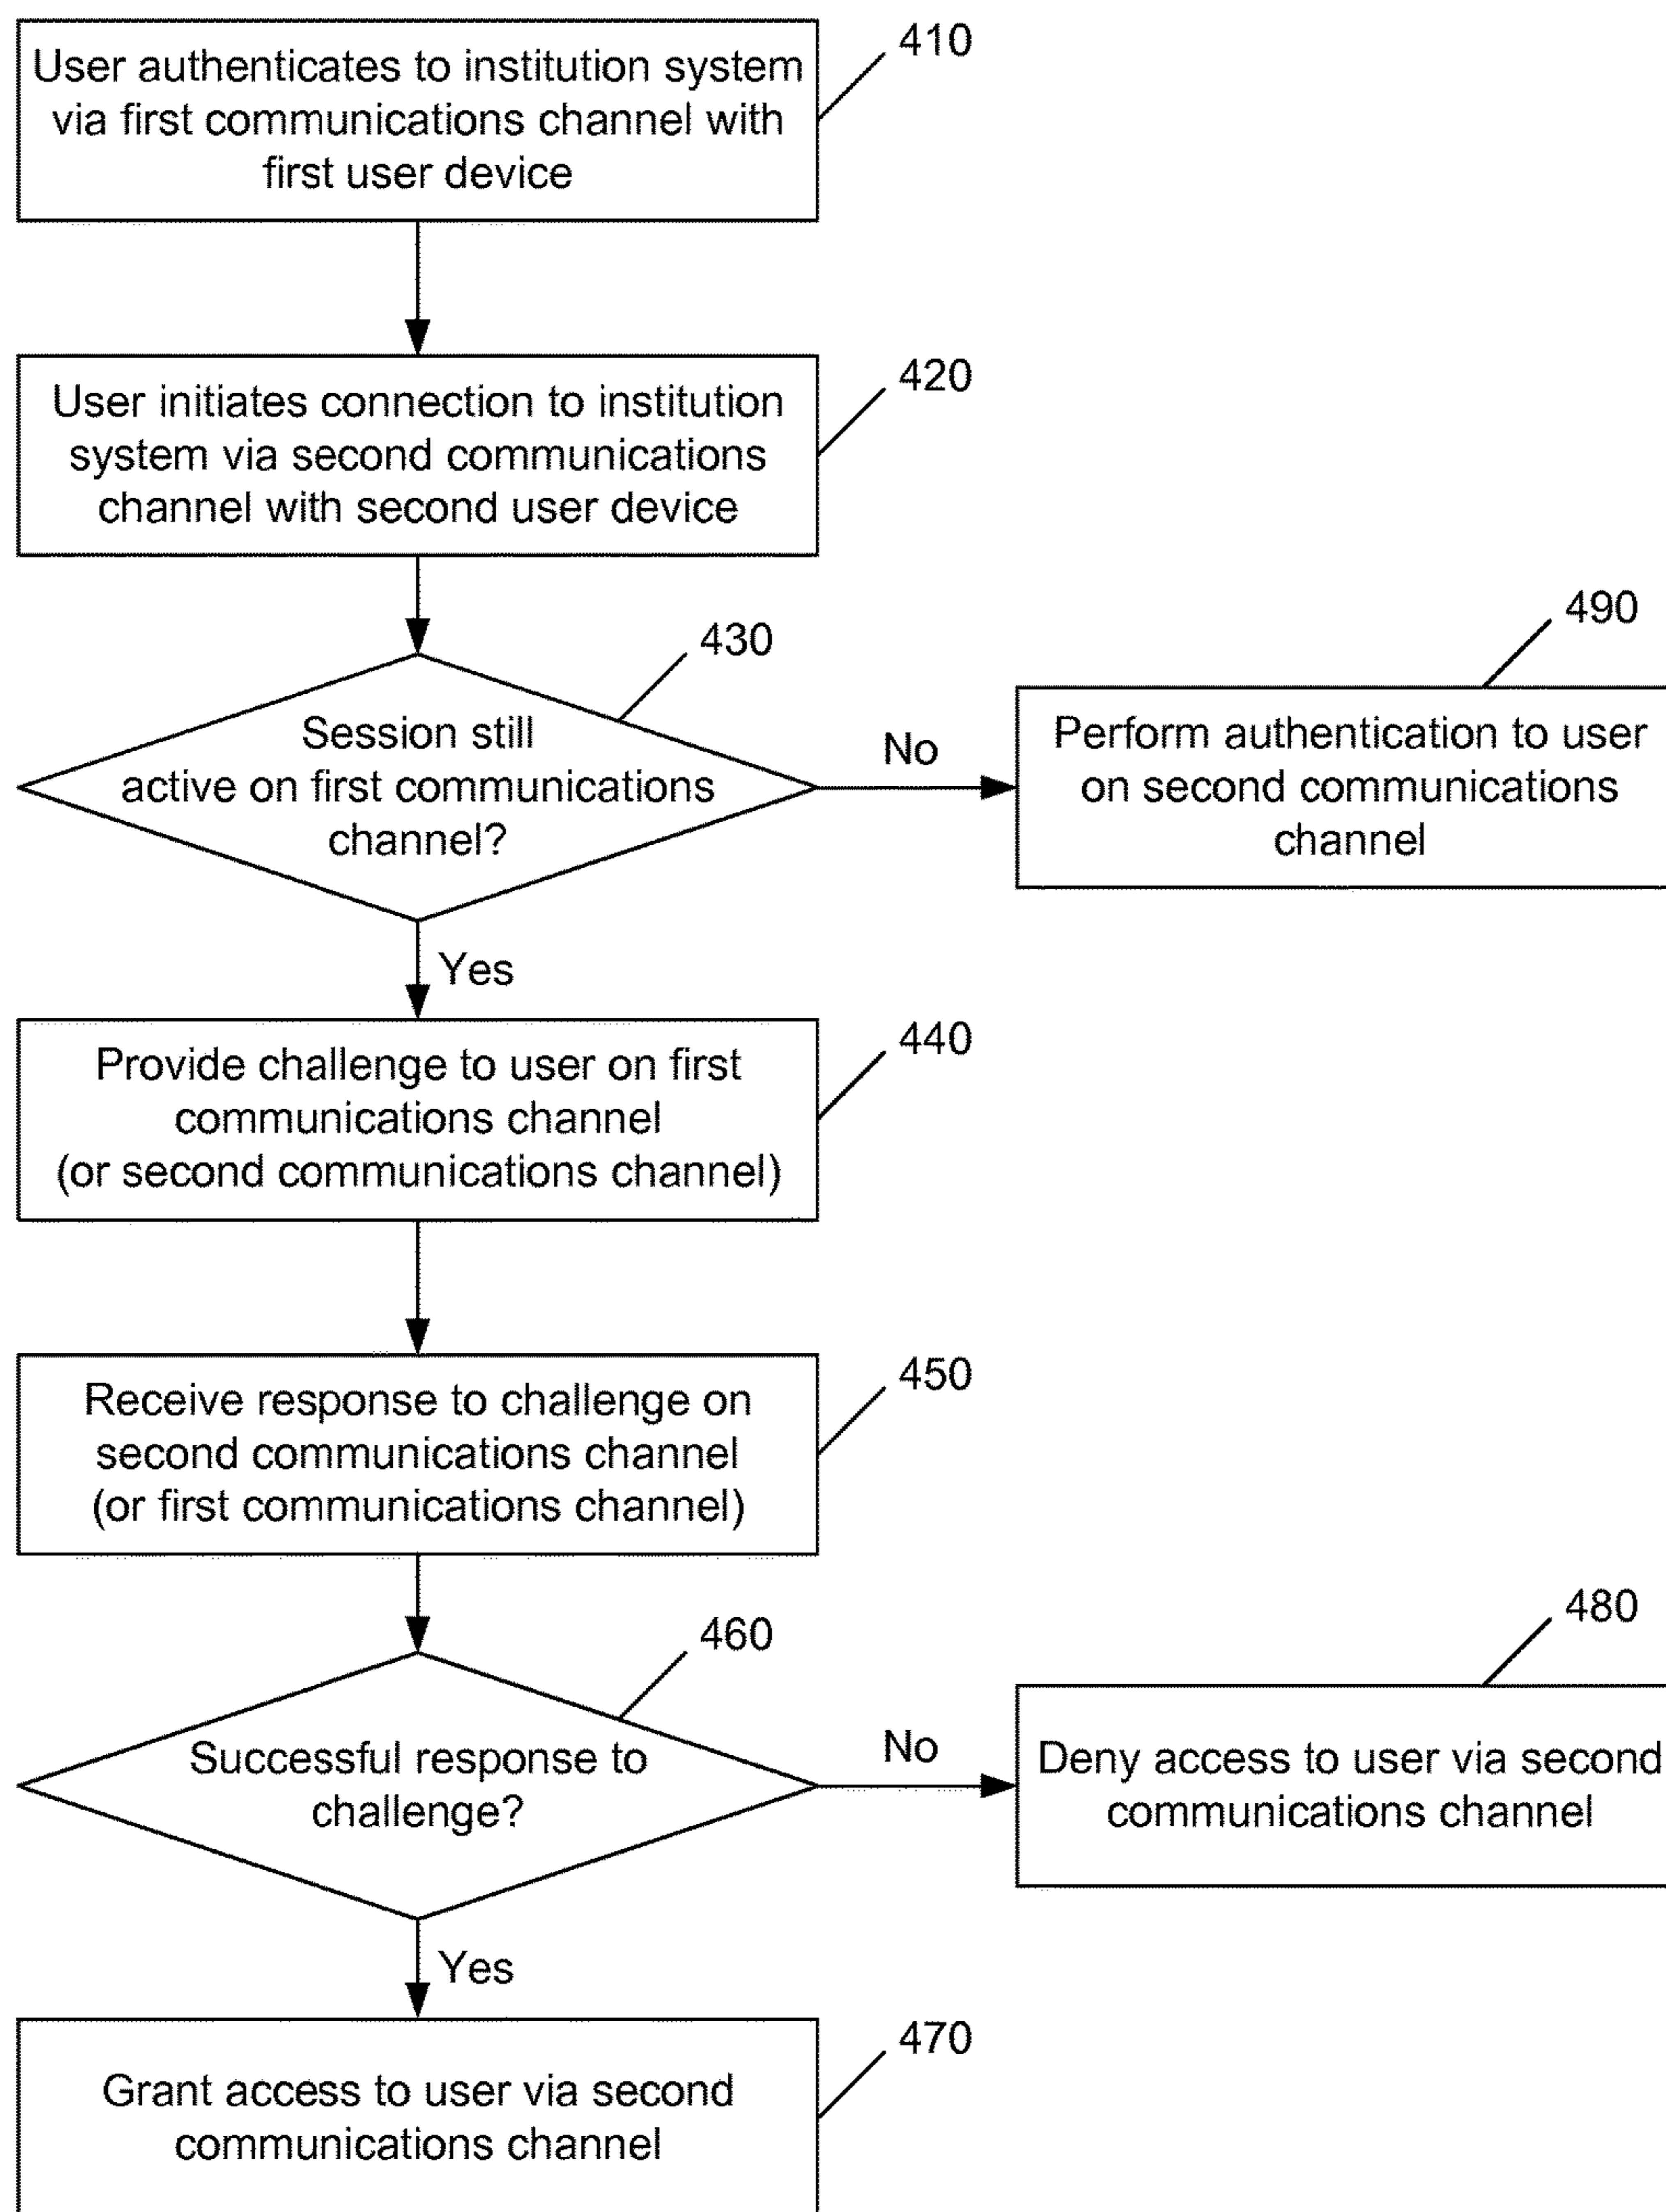 User authenticates to institution system
via first communications channel with
first user device
410
User initiates connection to institution
system via second communications
channel with second user device
420
Session still
active on first communications
channel?
430
No
Perform authentication to user
on second communications
channel
490
Yes
Provide challenge to user on first
communications channel
(or second communications channel)
440
Receive response to challenge on
second communications channel
(or first communications channel)
450
Successful response to
challenge?
460
No
Deny access to user via second
communications channel
480
Yes
Grant access to user via second
communications channel
470